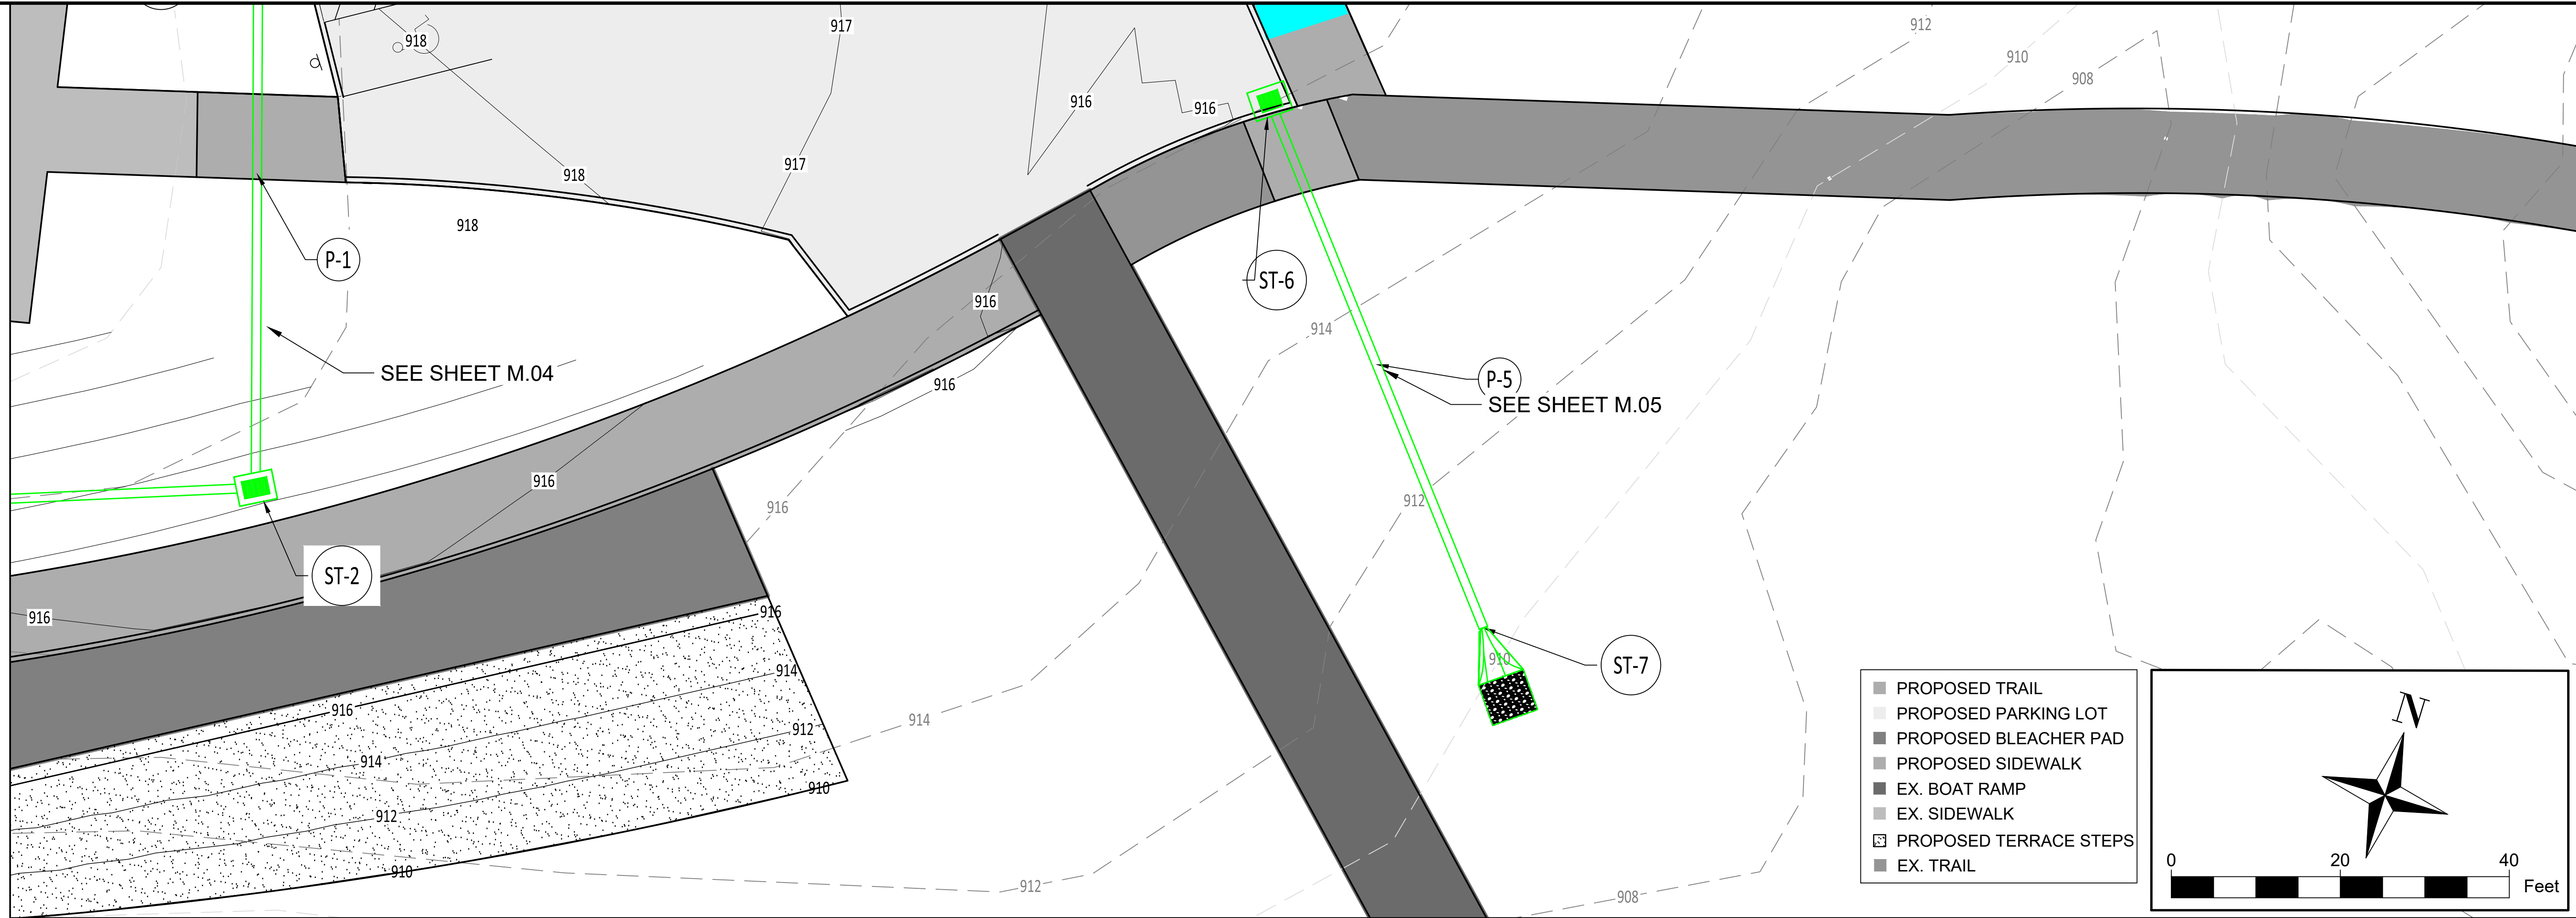 917
912
918
910
908
916
916
917
918
918
P-1
ST-6
916
914
SEE SHEET M.04
P-5
916
SEE SHEET M.05
916
912
916
ST-2
916
916
910
ST-7
914
916
914
912
914
910
912
910
912
908
PROPOSED TRAIL
PROPOSED PARKING LOT
PROPOSED BLEACHER PAD
PROPOSED SIDEWALK
EX. BOAT RAMP
EX. SIDEWALK
PROPOSED TERRACE STEPS
EX. TRAIL
N
0 20 40
Feet